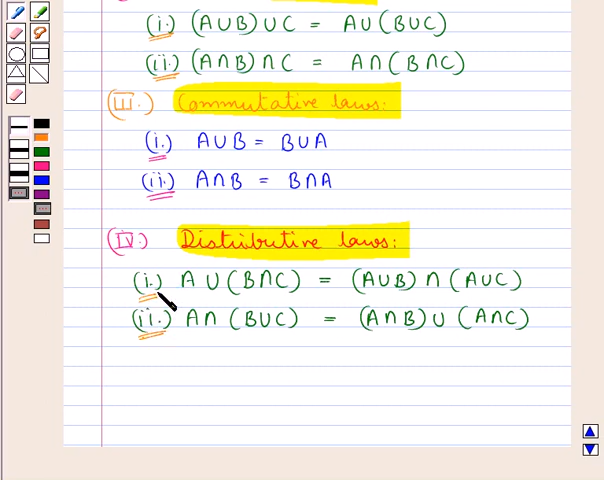 (i.) (A∪B)∪C = A∪(B∪C)
(ii.) (A∩B)∩C = A∩(B∩C)
(III.) Commutative laws:
(i.) A∪B = B∪A
(ii.) A∩B = B∩A
(IV.) Distributive laws:
(i.) A∪(B∩C) = (A∪B)∩(A∪C)
(ii.) A∩(B∪C) = (A∩B)∪(A∩C)